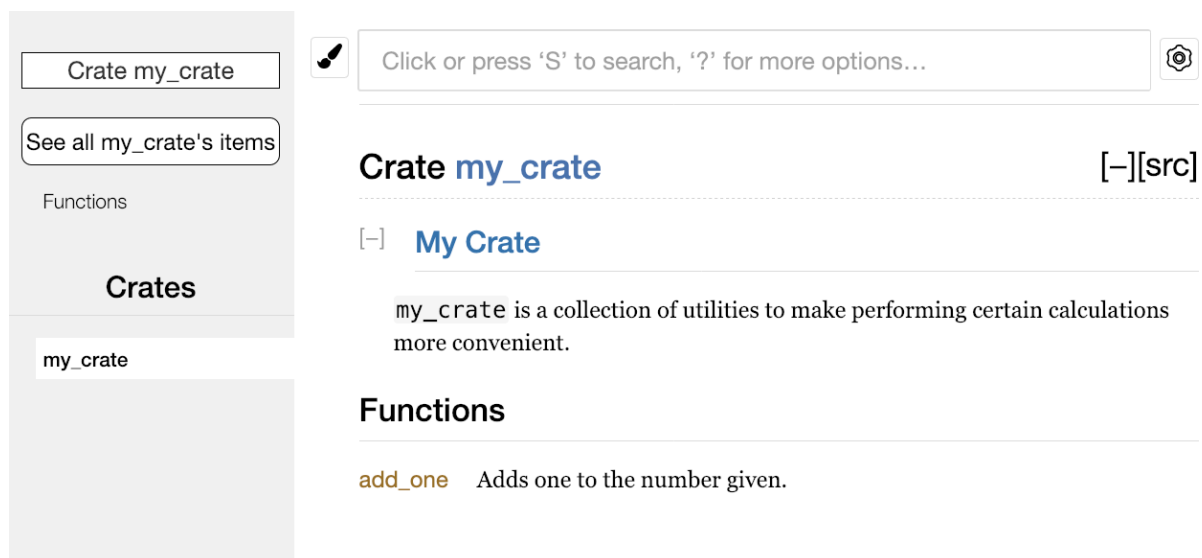 Crate my_crate
See all my_crate's items
Functions
Crates
my_crate
Click or press ‘S’ to search, ‘?’ for more options…
Crate my_crate
[−][src]
[−] My Crate
my_crate is a collection of utilities to make performing certain calculations
more convenient.
Functions
add_one Adds one to the number given.